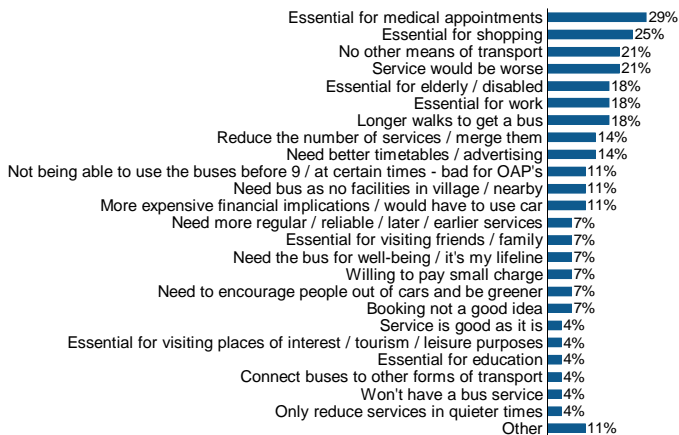 Essential for medical appointments 29%
Essential for shopping 25%
No other means of transport 21%
Service would be worse 21%
Essential for elderly / disabled 18%
Essential for work 18%
Longer walks to get a bus 18%
Reduce the number of services / merge them 14%
Need better timetables / advertising 14%
Not being able to use the buses before 9 / at certain times - bad for OAP's 11%
Need bus as no facilities in village / nearby 11%
More expensive financial implications / would have to use car 11%
Need more regular / reliable / later / earlier services 7%
Essential for visiting friends / family 7%
Need the bus for well-being / it's my lifeline 7%
Willing to pay small charge 7%
Need to encourage people out of cars and be greener 7%
Booking not a good idea 7%
Service is good as it is 4%
Essential for visiting places of interest / tourism / leisure purposes 4%
Essential for education 4%
Connect buses to other forms of transport 4%
Won't have a bus service 4%
Only reduce services in quieter times 4%
Other 11%